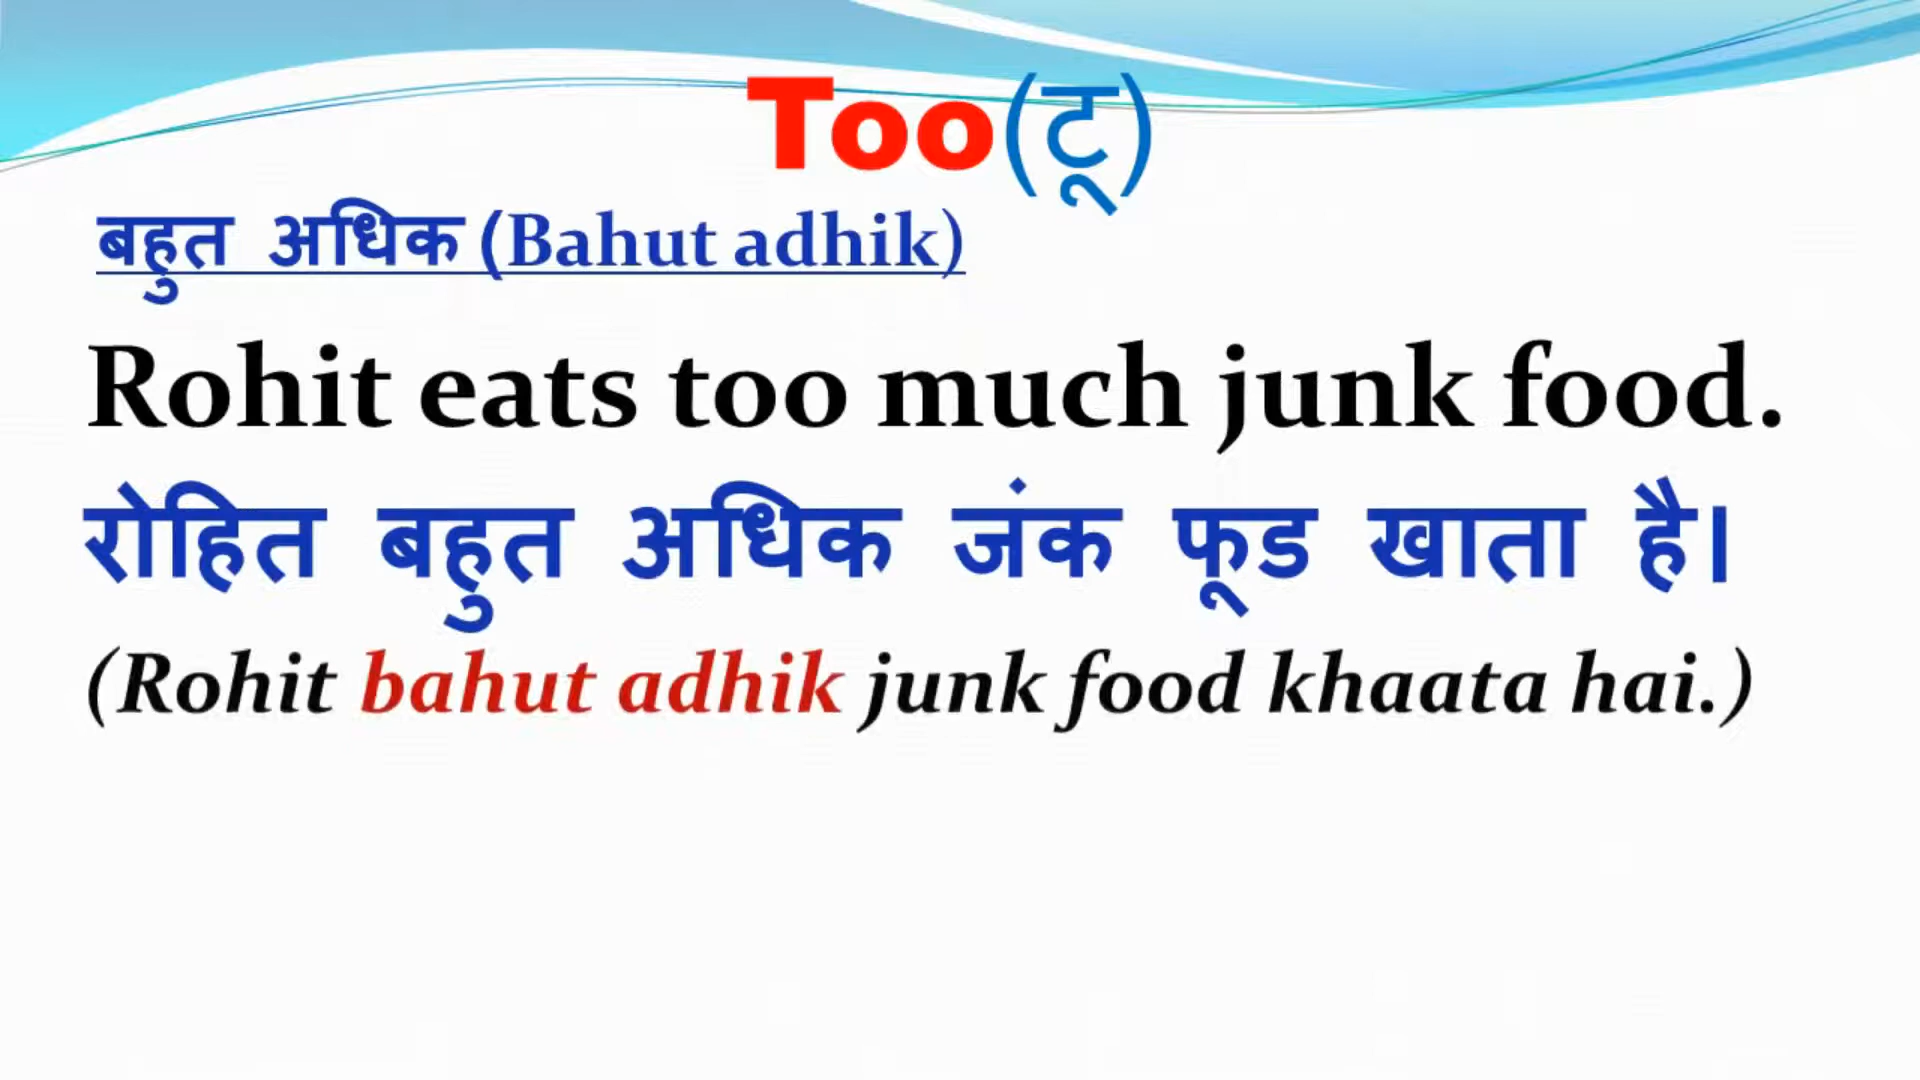 Too(टू)
बहुत अधिक (Bahut adhik)
Rohit eats too much junk food.
रोहित बहुत अधिक जंक फूड खाता है।
(Rohit bahut adhik junk food khaata hai.)